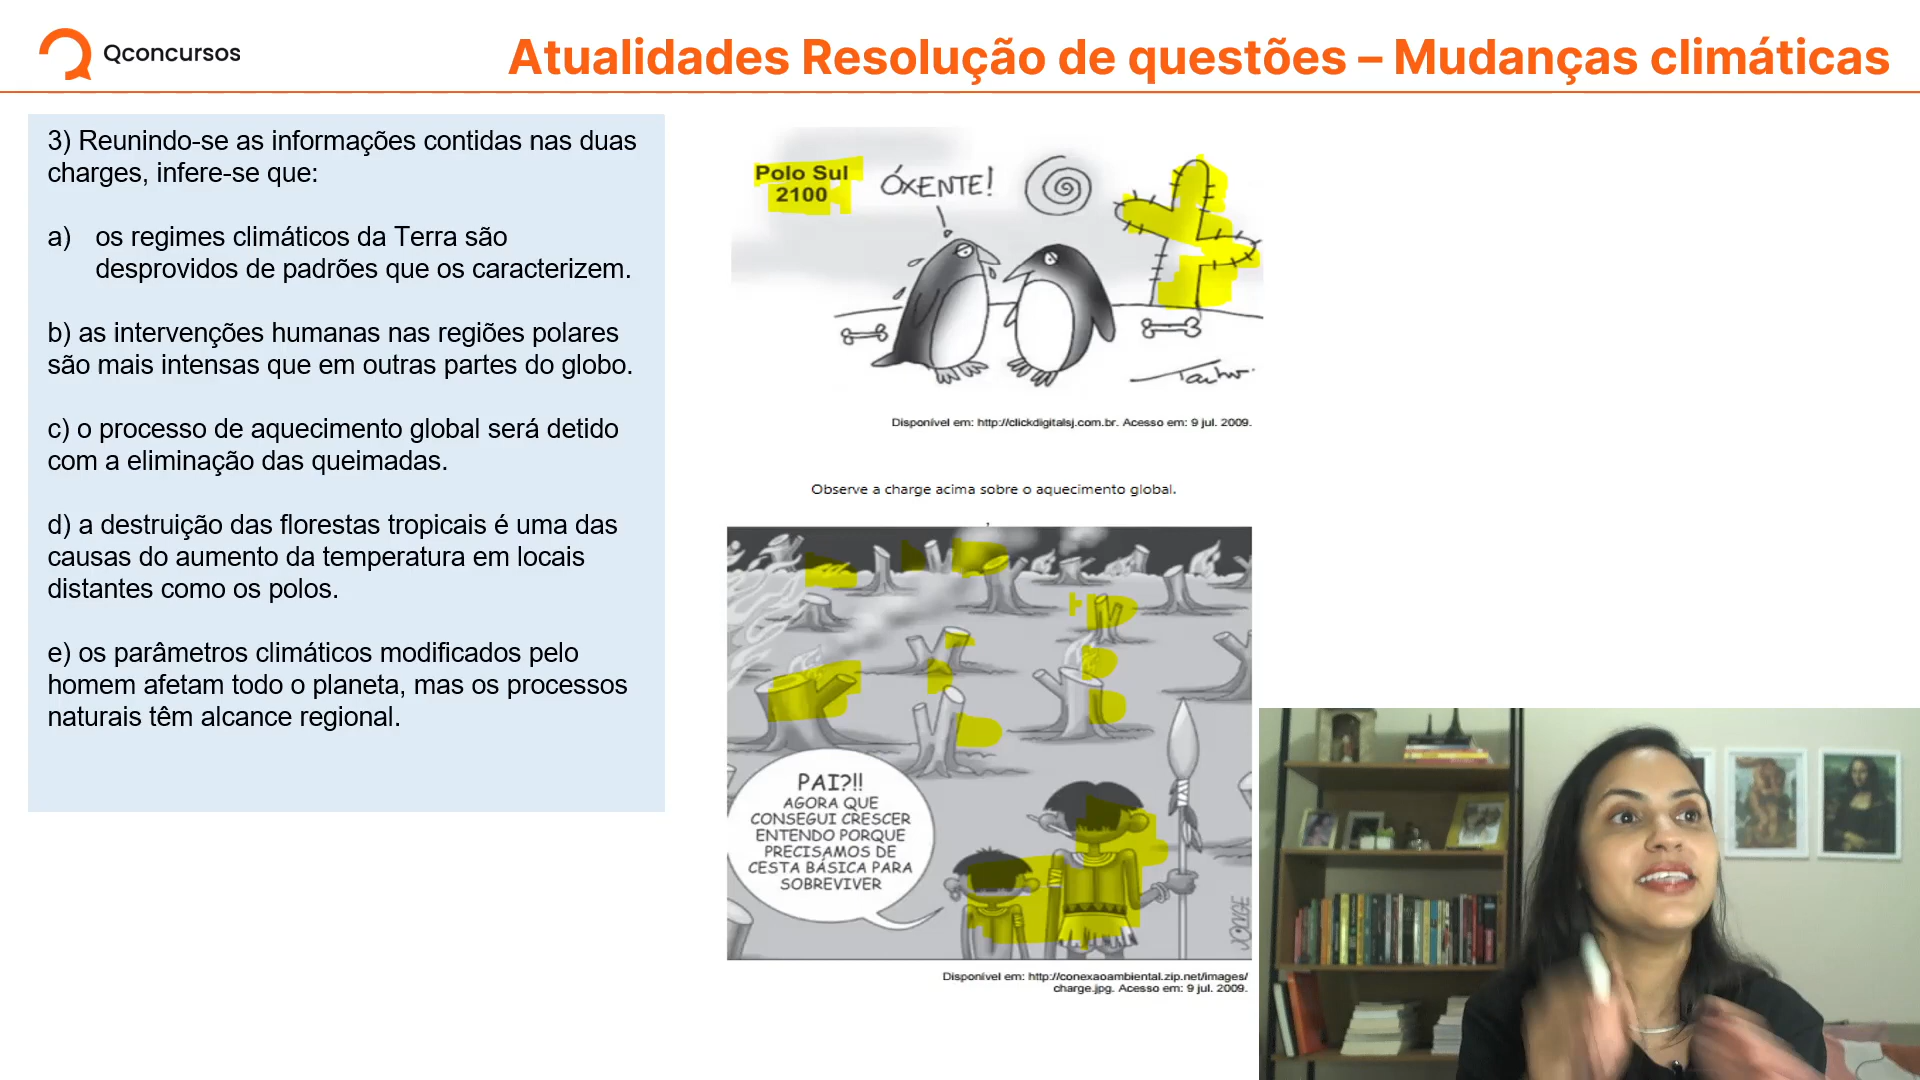 Qconcursos
Atualidades Resolução de questões – Mudanças climáticas
3) Reunindo-se as informações contidas nas duas
charges, infere-se que:
a) os regimes climáticos da Terra são
desprovidos de padrões que os caracterizem.
b) as intervenções humanas nas regiões polares
são mais intensas que em outras partes do globo.
c) o processo de aquecimento global será detido
com a eliminação das queimadas.
d) a destruição das florestas tropicais é uma das
causas do aumento da temperatura em locais
distantes como os polos.
e) os parâmetros climáticos modificados pelo
homem afetam todo o planeta, mas os processos
naturais têm alcance regional.
Polo Sul
2100
ÓXENTE!
Disponível em: http://clickdigitalsj.com.br. Acesso em: 9 jul. 2009.
Observe a charge acima sobre o aquecimento global.
PAI?!!
AGORA QUE
CONSEGUI CRESCER
ENTENDO PORQUE
PRECISAMOS DE
CESTA BÁSICA PARA
SOBREVIVER
JORGE
Disponível em: http://conexaoambiental.zip.net/images/
charge.jpg. Acesso em: 9 jul. 2009.